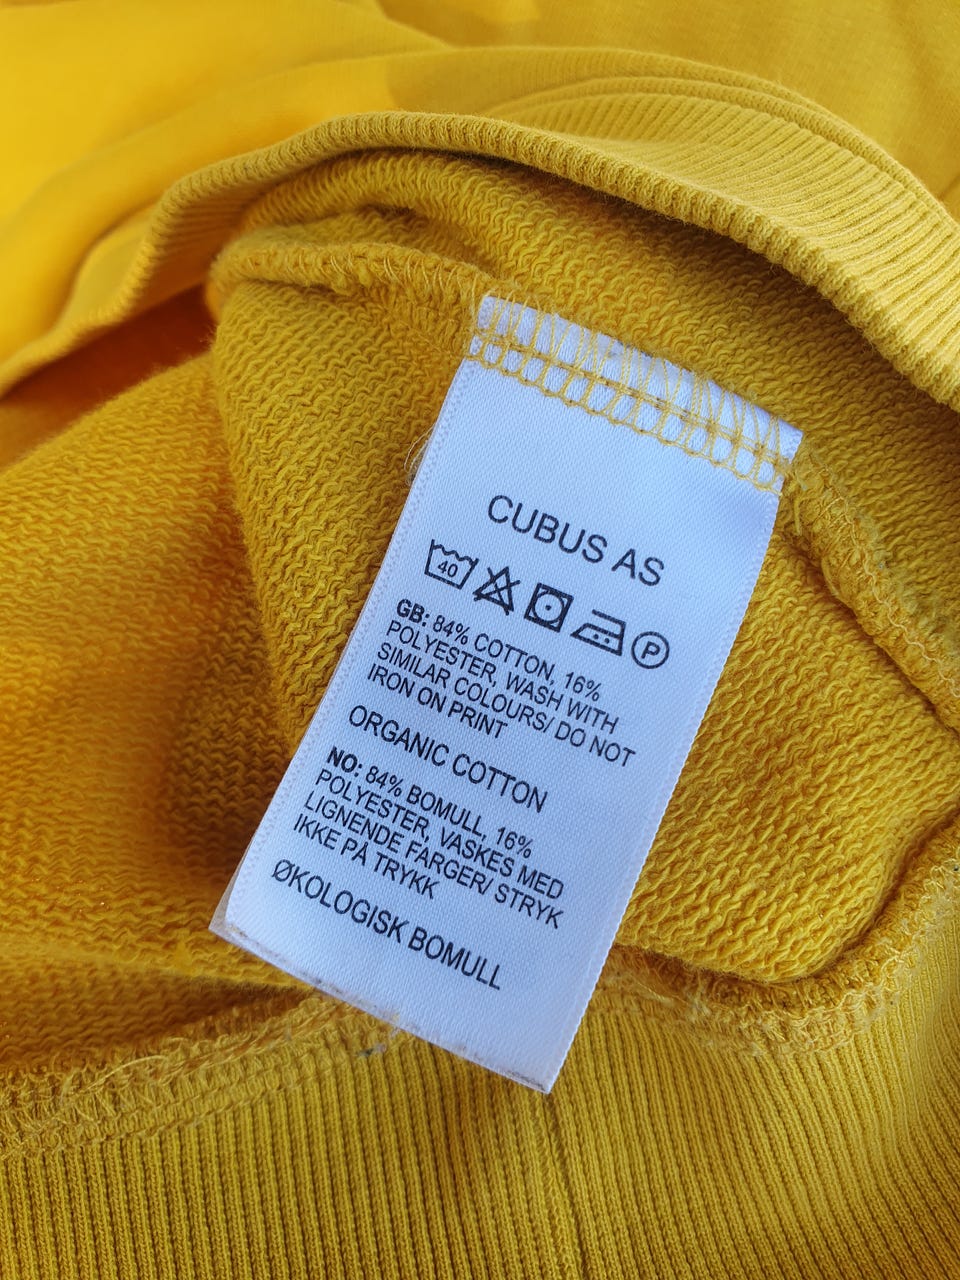 CUBUS AS
40 P
GB: 84% COTTON, 16%
POLYESTER, WASH WITH
SIMILAR COLOURS/ DO NOT
IRON ON PRINT
ORGANIC COTTON
NO: 84% BOMULL, 16%
POLYESTER, VASKES MED
LIGNENDE FARGER/ STRYK
IKKE PÅ TRYKK
ØKOLOGISK BOMULL